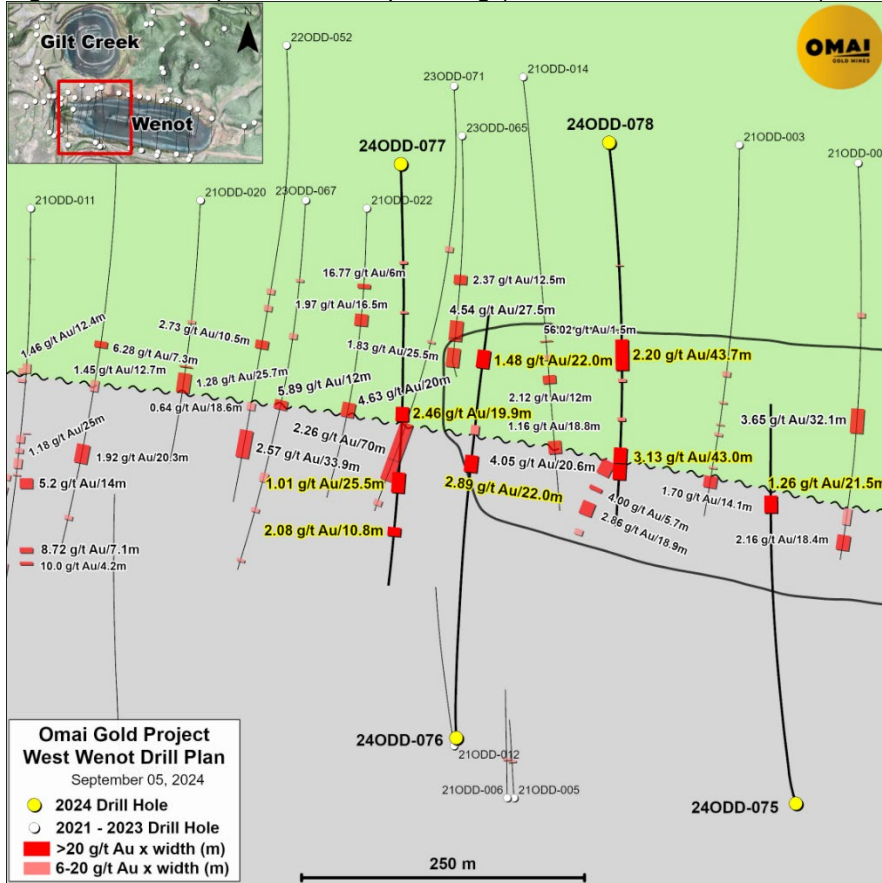 Gilt Creek
Wenot
OMAI
GOLD MINES
22ODD-052
23ODD-071
21ODD-014
23ODD-065
24ODD-078
24ODD-077
21ODD-003
21ODD-00
21ODD-011
21ODD-020
23ODD-067
21ODD-022
16.77 g/t Au/6m
2.37 g/t Au/12.5m
1.97 g/t Au/16.5m
4.54 g/t Au/27.5m
56.02 g/t Au/1.5m
2.73 g/t Au/10.5m
1.83 g/t Au/25.5m
1.46 g/t Au/12.4m
6.28 g/t Au/7.3m
1.48 g/t Au/22.0m
2.20 g/t Au/43.7m
1.45 g/t Au/12.7m
1.28 g/t Au/25.7m
5.89 g/t Au/12m
4.63 g/t Au/20m
2.12 g/t Au/12m
0.64 g/t Au/18.6m
2.46 g/t Au/19.9m
1.16 g/t Au/18.8m
3.65 g/t Au/32.1m
1.18 g/t Au/25m
1.92 g/t Au/20.3m
2.26 g/t Au/70m
2.57 g/t Au/33.9m
4.05 g/t Au/20.6m
3.13 g/t Au/43.0m
5.2 g/t Au/14m
1.01 g/t Au/25.5m
2.89 g/t Au/22.0m
4.00 g/t Au/5.7m
1.70 g/t Au/14.1m
1.26 g/t Au/21.5m
2.86 g/t Au/18.9m
2.08 g/t Au/10.8m
2.16 g/t Au/18.4m
8.72 g/t Au/7.1m
10.0 g/t Au/4.2m
24ODD-076
21ODD-012
21ODD-006
21ODD-005
24ODD-075
Omai Gold Project
West Wenot Drill Plan
September 05, 2024
2024 Drill Hole
2021 - 2023 Drill Hole
>20 g/t Au x width (m)
6-20 g/t Au x width (m)
250 m